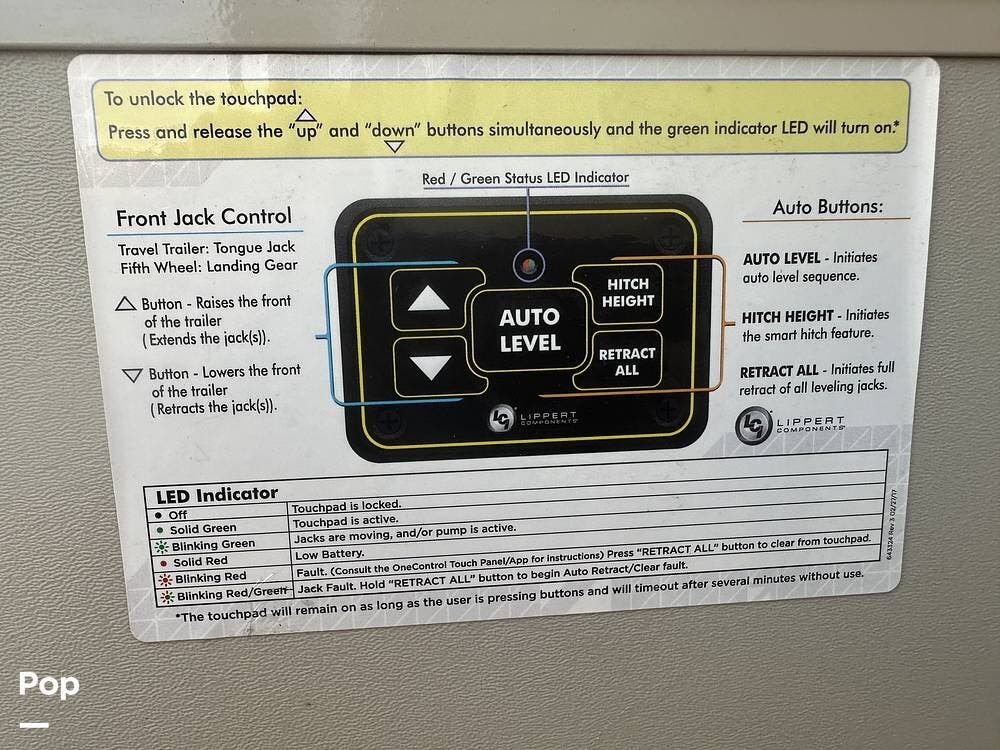 To unlock the touchpad:
Press and release the "up" and "down" buttons simultaneously and the green indicator LED will turn on.*
Red / Green Status LED Indicator
Front Jack Control
Travel Trailer: Tongue Jack
Fifth Wheel: Landing Gear
△ Button - Raises the front
of the trailer
(Extends the jack(s)).
▽ Button - Lowers the front
of the trailer
(Retracts the jack(s)).
AUTO
LEVEL
HITCH
HEIGHT
RETRACT
ALL
LCI LIPPERT
COMPONENTS
Auto Buttons:
AUTO LEVEL - Initiates
auto level sequence.
HITCH HEIGHT - Initiates
the smart hitch feature.
RETRACT ALL - Initiates full
retract of all leveling jacks.
LCI LIPPERT
COMPONENTS
LED Indicator
Off Touchpad is locked.
Solid Green Touchpad is active.
Blinking Green Jacks are moving, and/or pump is active.
Solid Red Low Battery.
Blinking Red Fault. (Consult the OneControl Touch Panel/App for instructions) Press "RETRACT ALL" button to clear from touchpad.
Blinking Red/Green Jack Fault. Hold "RETRACT ALL" button to begin Auto Retract/Clear fault.
*The touchpad will remain on as long as the user is pressing buttons and will timeout after several minutes without use.
643324 Rev 3 02/27/17
Pop